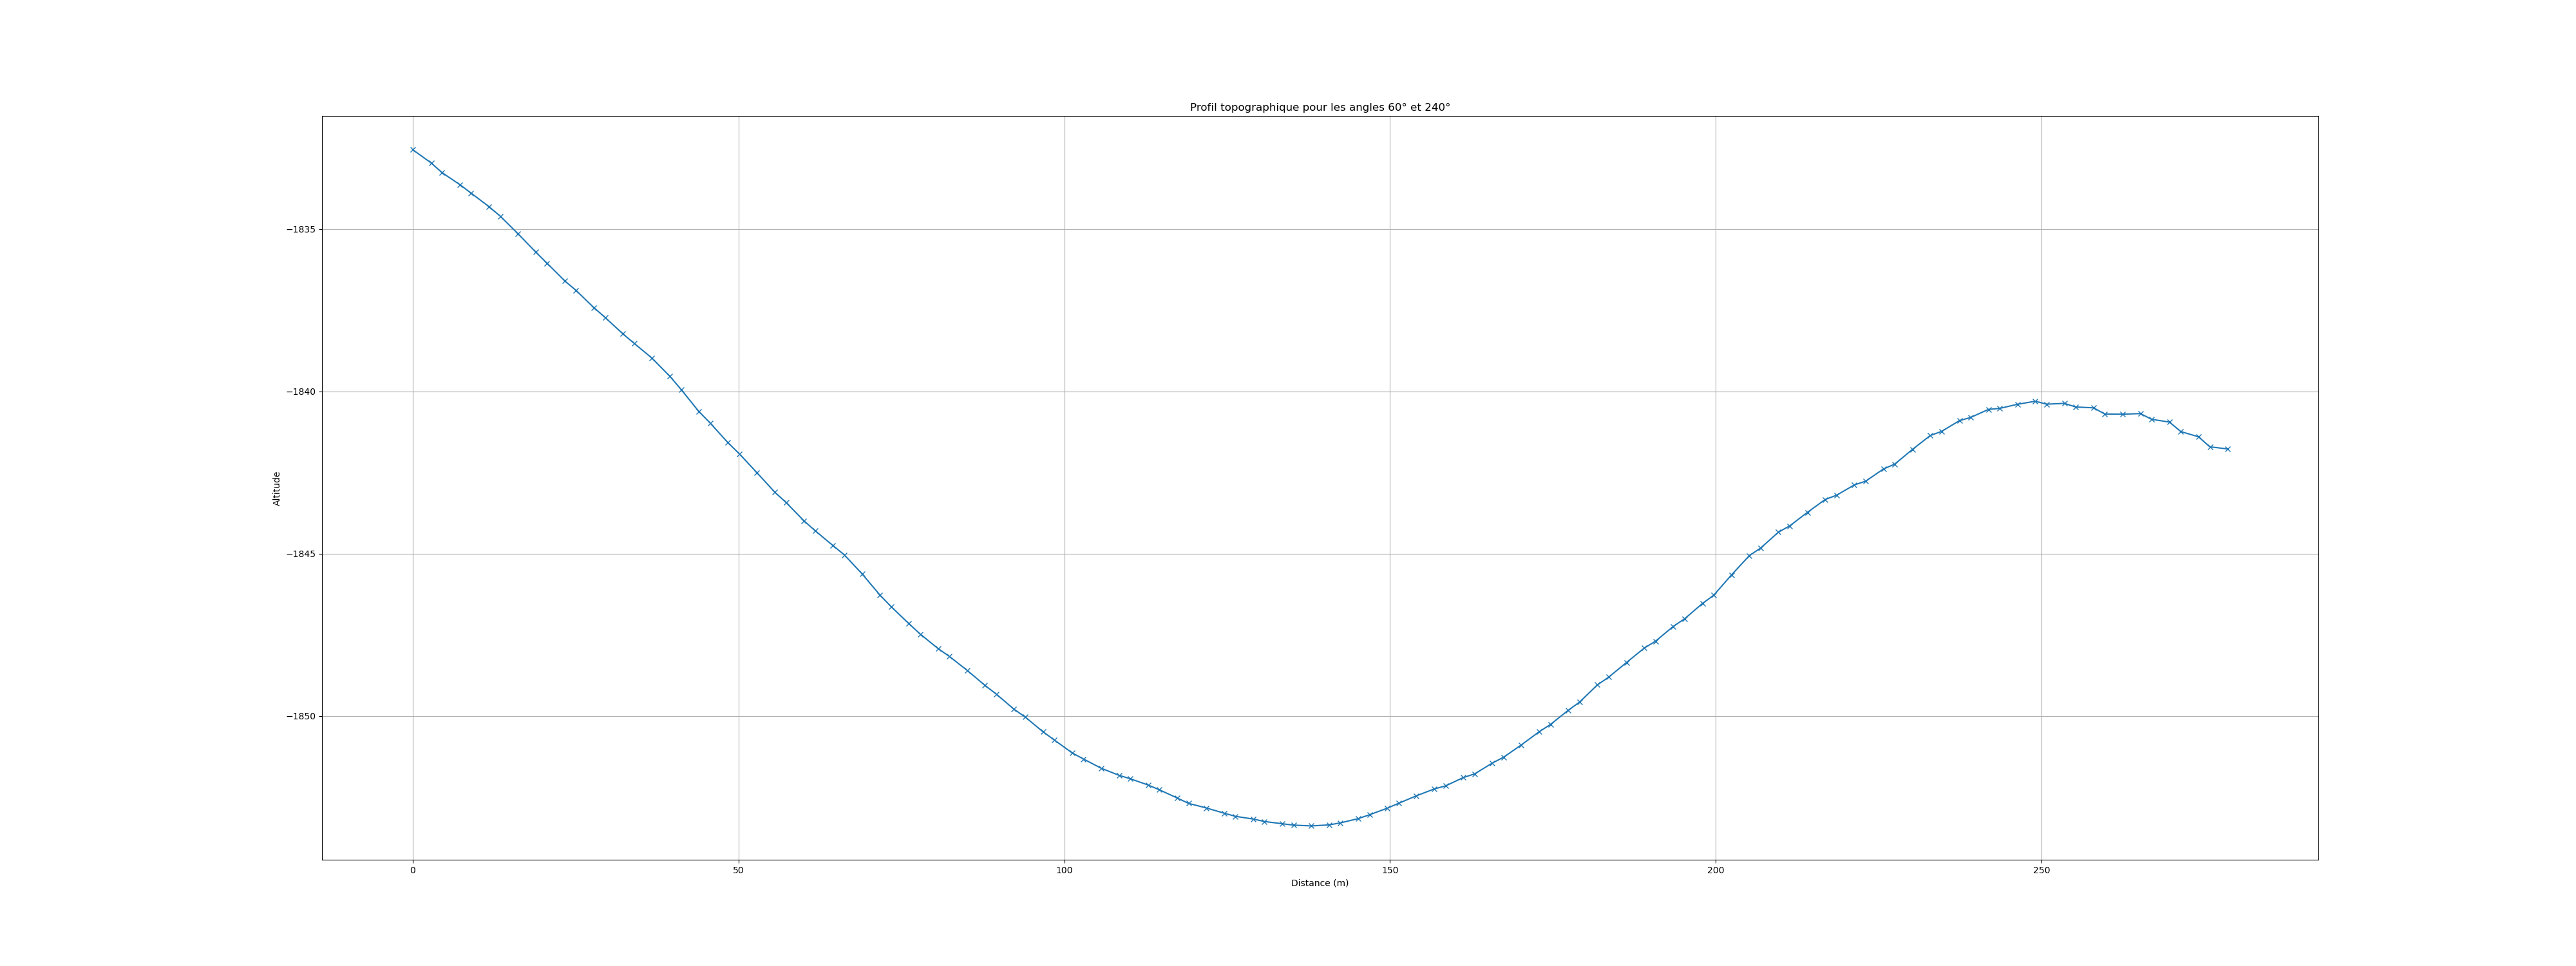 Profil topographique pour les angles 60° et 240°
Altitude
−1835
−1840
−1845
−1850
0 50 100 150 200 250
Distance (m)